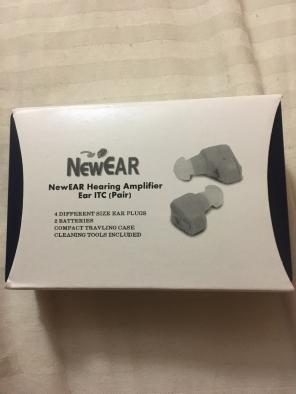 NewEAR
NewEAR Hearing Amplifier
Ear ITC (Pair)
4 DIFFERENT SIZE EAR PLUGS
2 BATTERIES
COMPACT TRAVLING CASE
CLEANING TOOLS INCLUDED